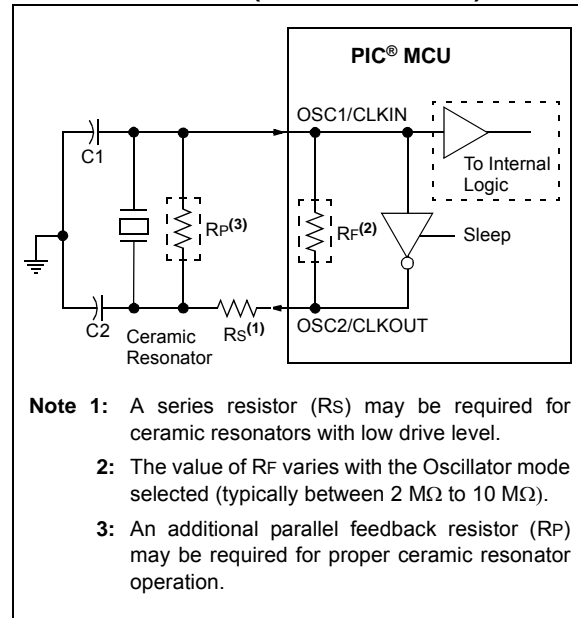 PIC® MCU
OSC1/CLKIN
C1
To Internal
Logic
RP(3)
RF(2)
Sleep
C2
Ceramic
Resonator
RS(1)
OSC2/CLKOUT
Note 1: A series resistor (RS) may be required for
ceramic resonators with low drive level.
2: The value of RF varies with the Oscillator mode
selected (typically between 2 MΩ to 10 MΩ).
3: An additional parallel feedback resistor (RP)
may be required for proper ceramic resonator
operation.